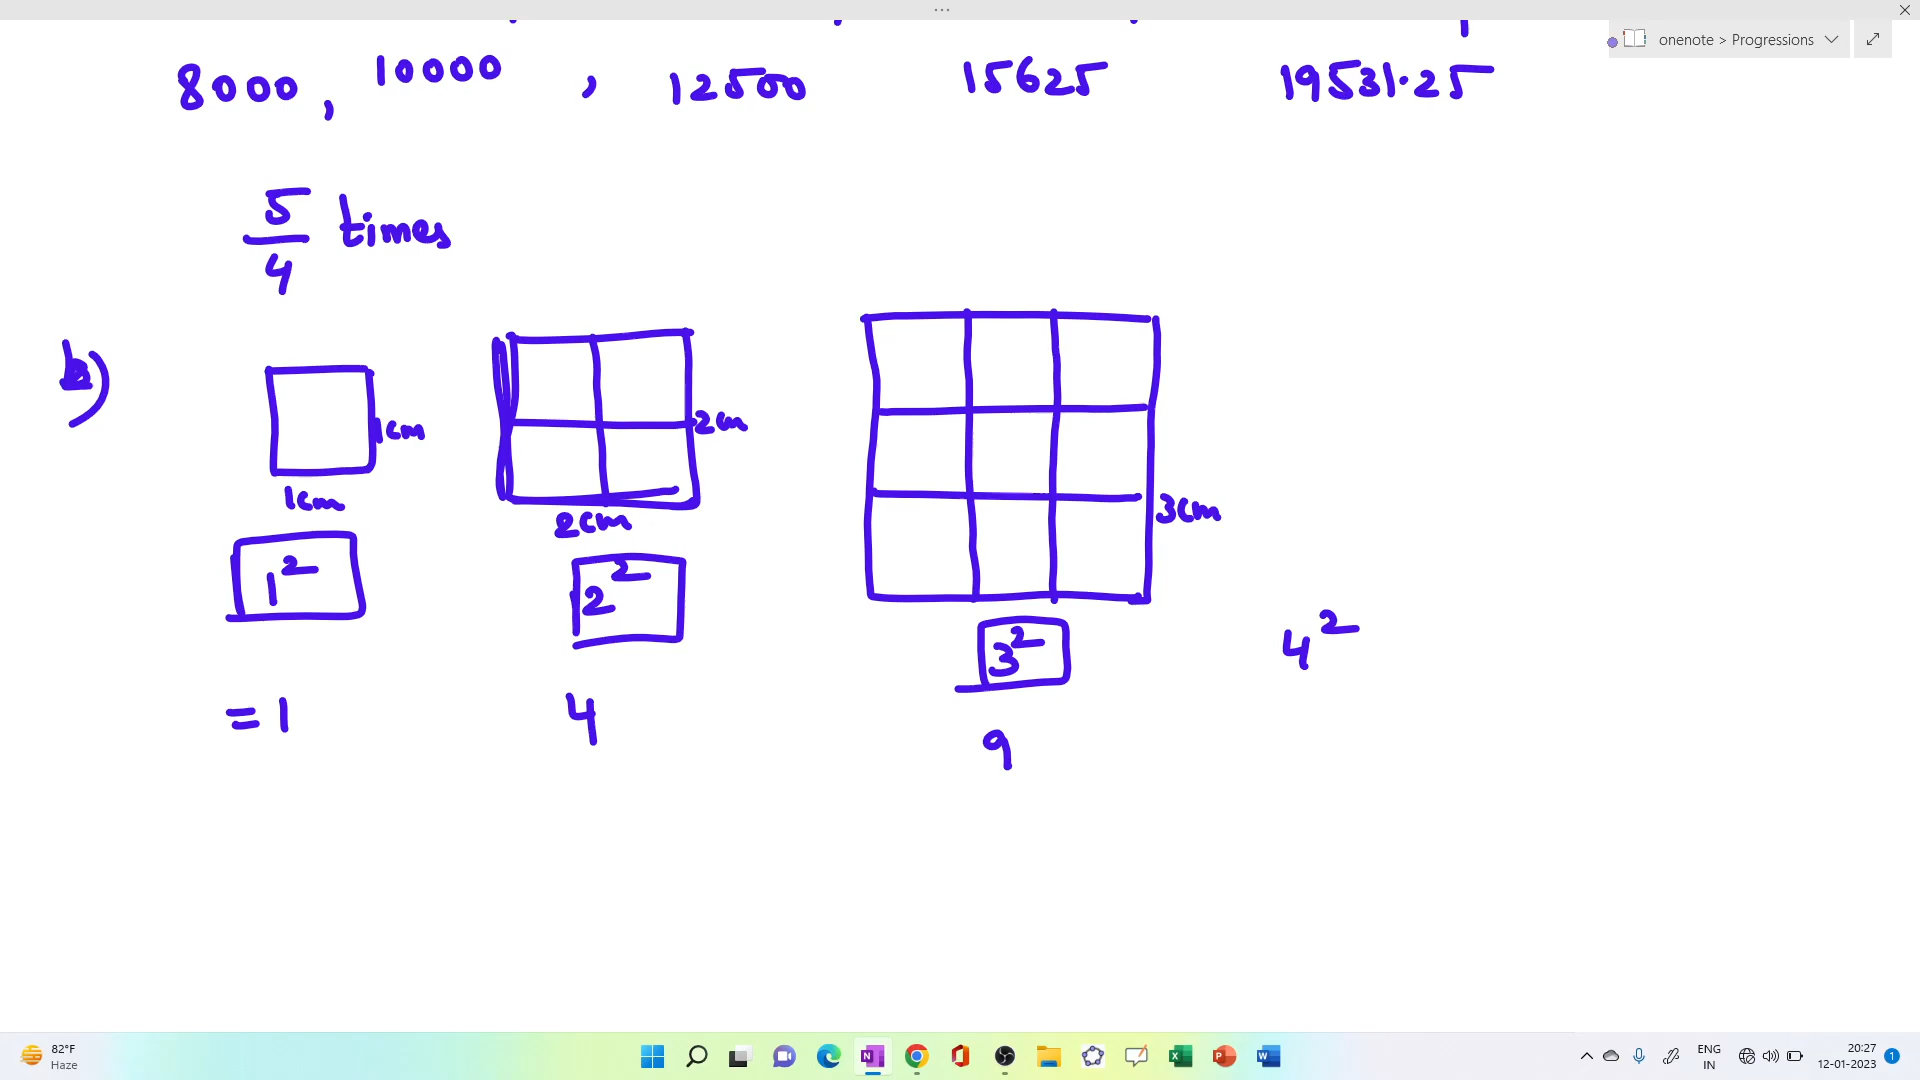 onenote > Progressions
8000, 10000, 12500 15625 19531.25
5/4 times
b)
1cm 2cm
1cm 2cm 3cm
1² 2² 3² 4²
= 1 4 9
82°F
Haze
ENG
IN
20:27
12-01-2023
1